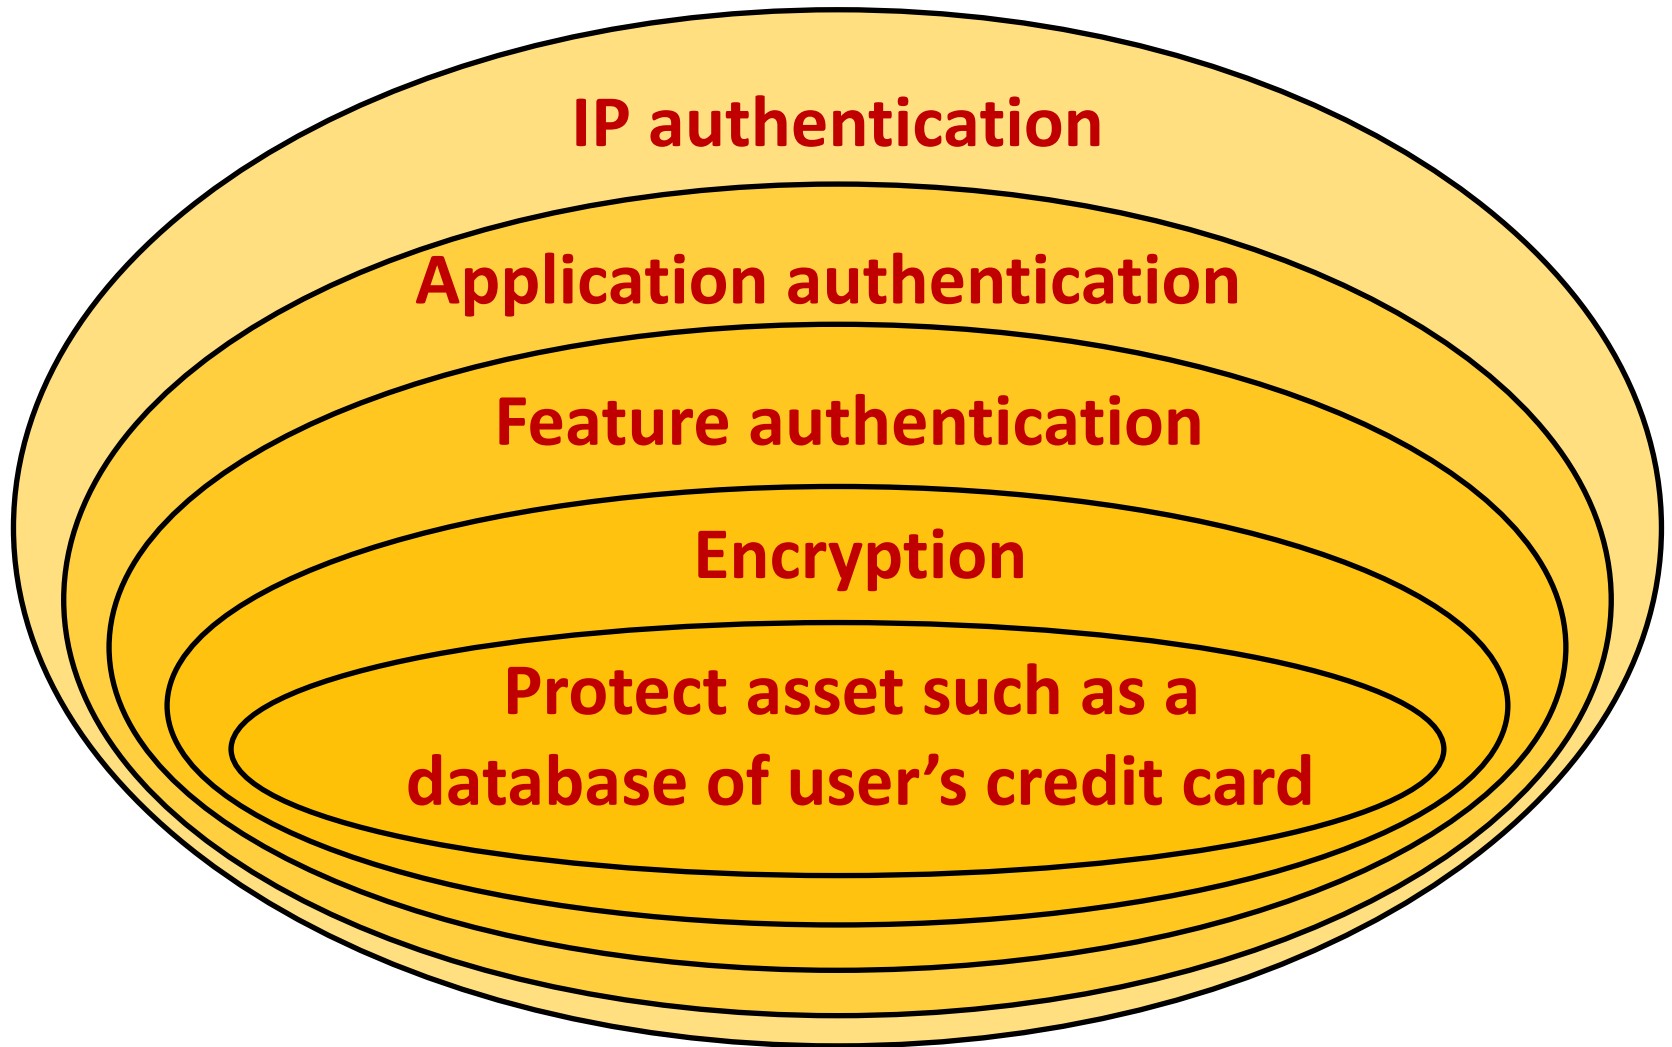 IP authentication
Application authentication
Feature authentication
Encryption
Protect asset such as a
database of user’s credit card